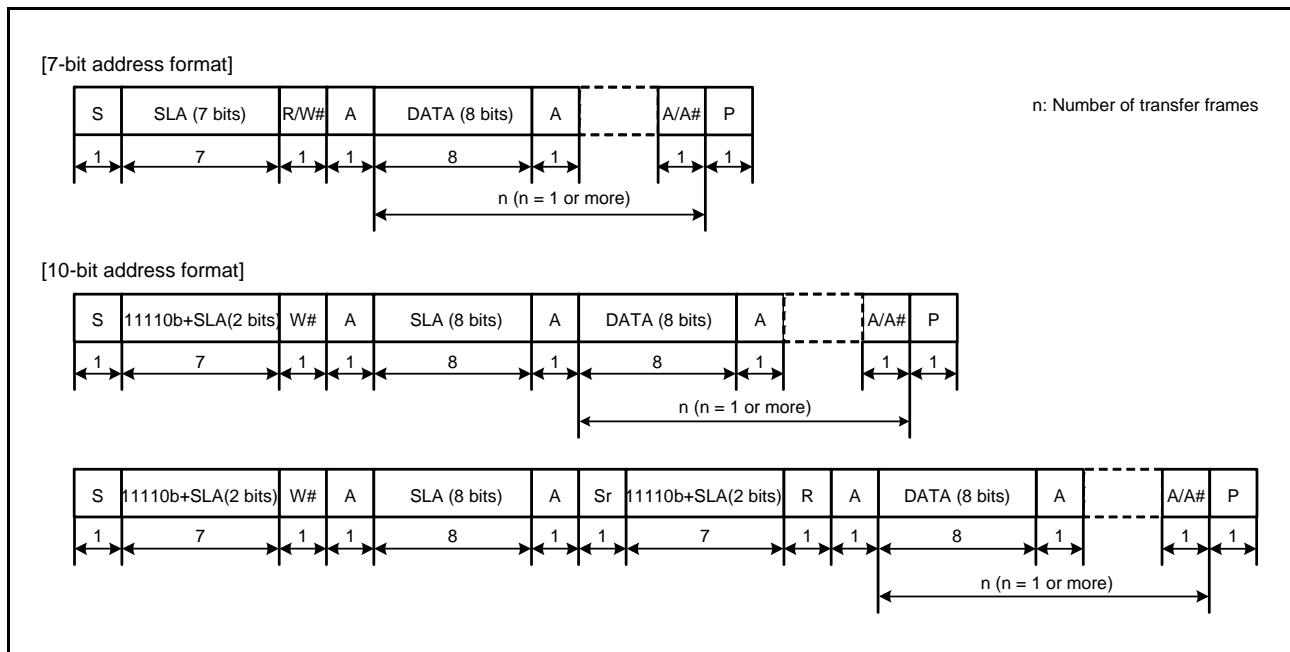 [7-bit address format]
n: Number of transfer frames
S SLA (7 bits) R/W# A DATA (8 bits) A A/A# P
1 7 1 1 8 1 1 1
n (n = 1 or more)
[10-bit address format]
S 11110b+SLA(2 bits) W# A SLA (8 bits) A DATA (8 bits) A A/A# P
1 7 1 1 8 1 8 1 1 1
n (n = 1 or more)
S 11110b+SLA(2 bits) W# A SLA (8 bits) A Sr 11110b+SLA(2 bits) R A DATA (8 bits) A A/A# P
1 7 1 1 8 1 1 7 1 1 8 1 1 1
n (n = 1 or more)